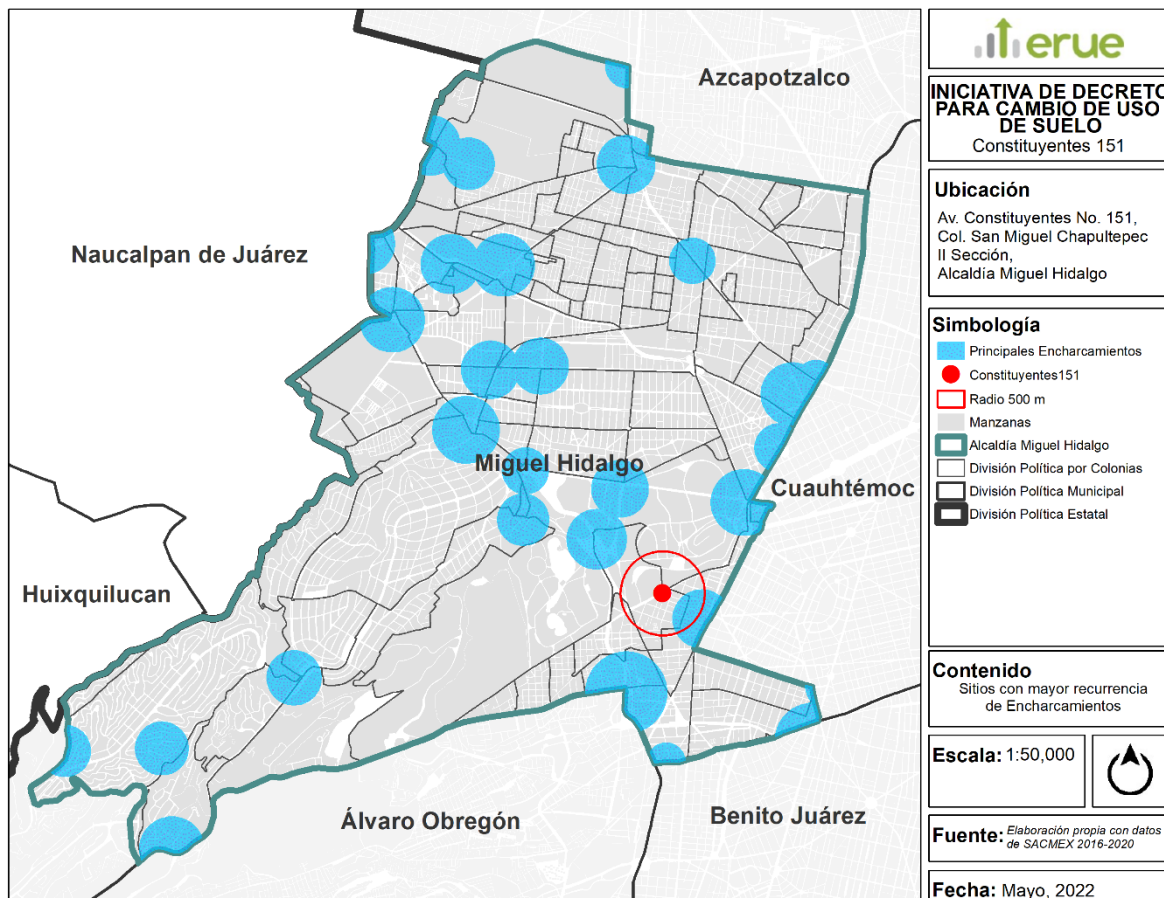 Azcapotzalco
Naucalpan de Juárez
Miguel Hidalgo
Cuauhtémoc
Huixquilucan
Álvaro Obregón
Benito Juárez
erue
INICIATIVA DE DECRETO
PARA CAMBIO DE USO
DE SUELO
Constituyentes 151
Ubicación
Av. Constituyentes No. 151,
Col. San Miguel Chapultepec
II Sección,
Alcaldía Miguel Hidalgo
Simbología
Principales Encharcamientos
Constituyentes151
Radio 500 m
Manzanas
Alcaldía Miguel Hidalgo
División Política por Colonias
División Política Municipal
División Política Estatal
Contenido
Sitios con mayor recurrencia
de Encharcamientos
Escala: 1:50,000
Fuente: Elaboración propia con datos
de SACMEX 2016-2020
Fecha: Mayo, 2022